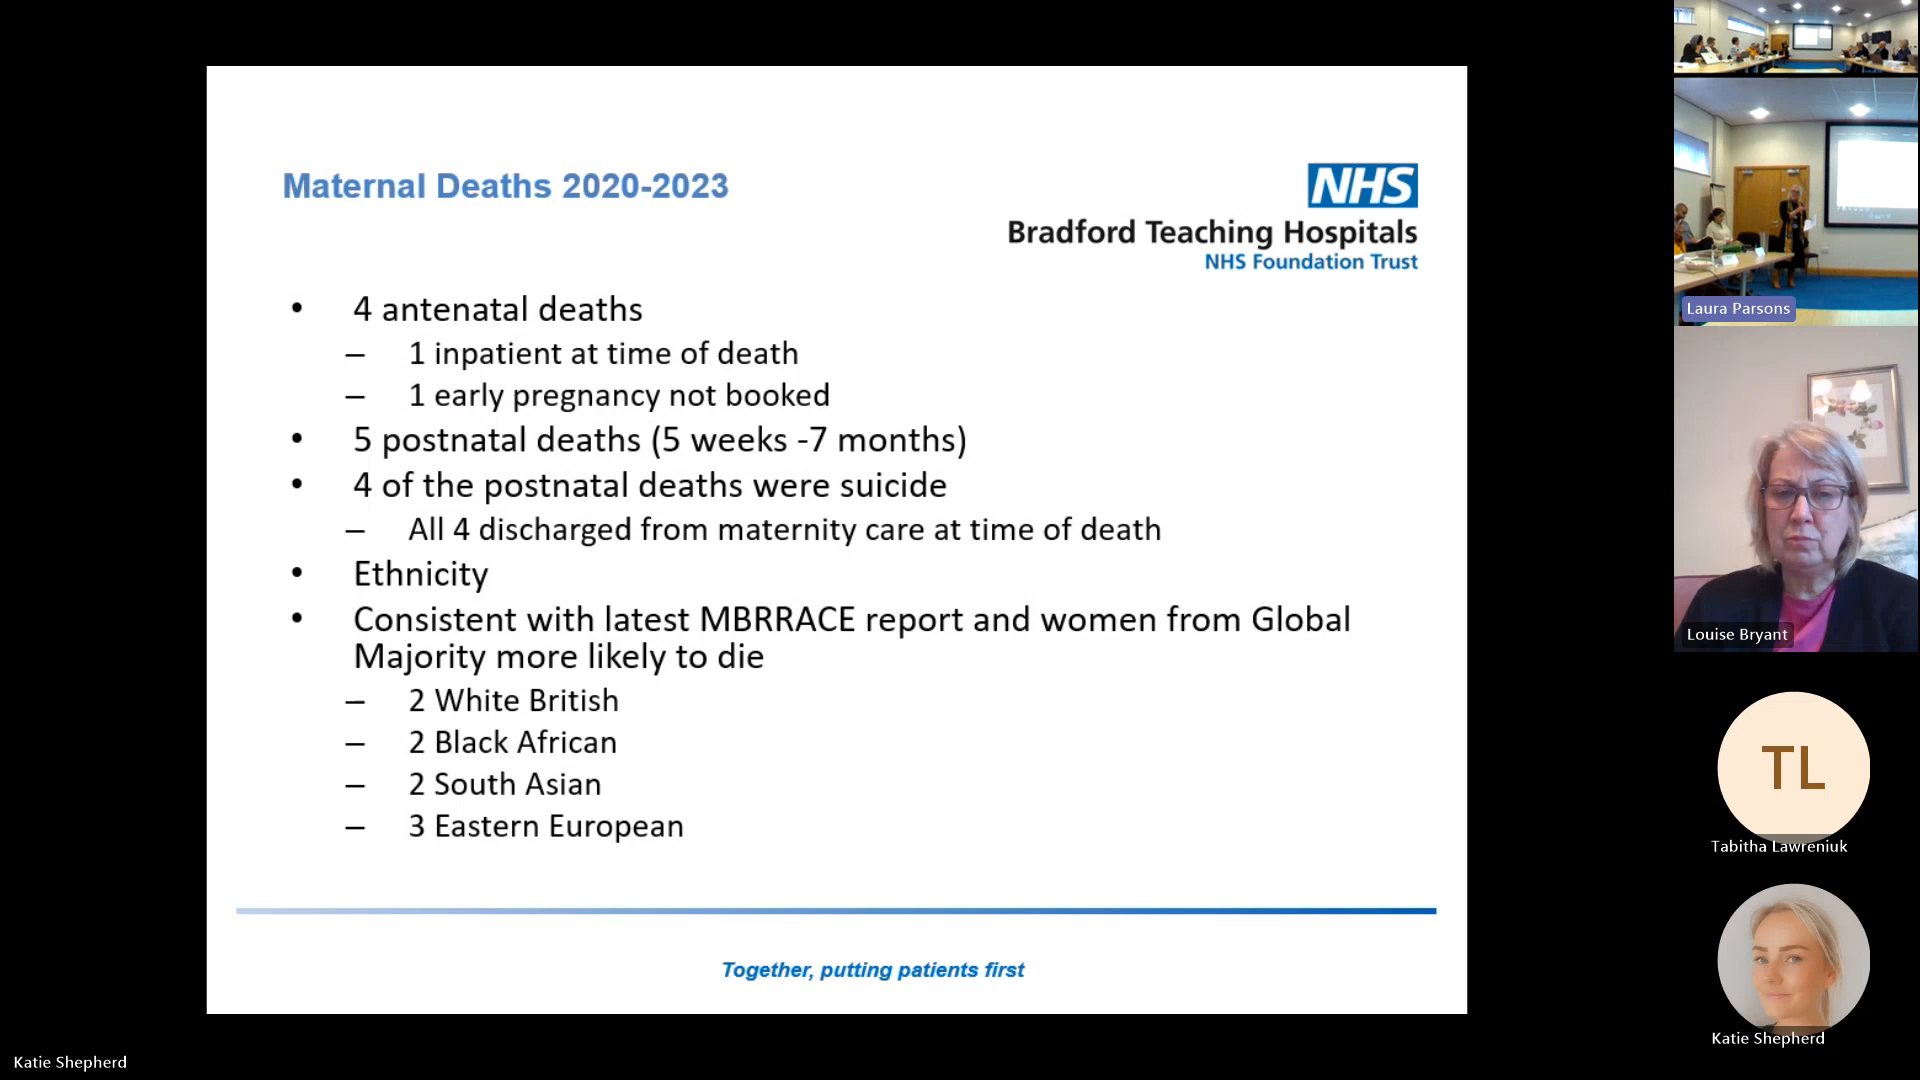 Maternal Deaths 2020-2023
NHS
Bradford Teaching Hospitals
NHS Foundation Trust
• 4 antenatal deaths
– 1 inpatient at time of death
– 1 early pregnancy not booked
• 5 postnatal deaths (5 weeks -7 months)
• 4 of the postnatal deaths were suicide
– All 4 discharged from maternity care at time of death
• Ethnicity
• Consistent with latest MBRRACE report and women from Global
Majority more likely to die
– 2 White British
– 2 Black African
– 2 South Asian
– 3 Eastern European
Together, putting patients first
Katie Shepherd
Laura Parsons
Louise Bryant
TL
Tabitha Lawreniuk
Katie Shepherd